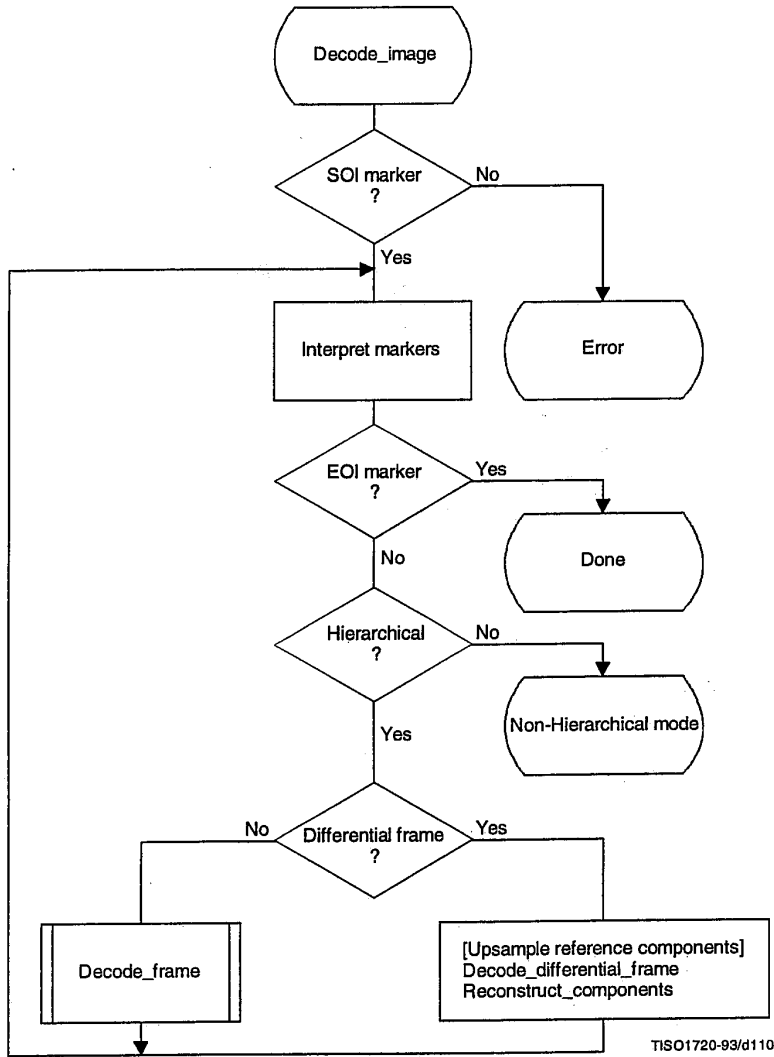 Decode_image
SOI marker
?
No
Yes
Interpret markers
Error
EOI marker
?
Yes
No
Done
Hierarchical
?
No
Yes
Non-Hierarchical mode
Differential frame
?
No
Yes
Decode_frame
[Upsample reference components]
Decode_differential_frame
Reconstruct_components
TISO1720-93/d110